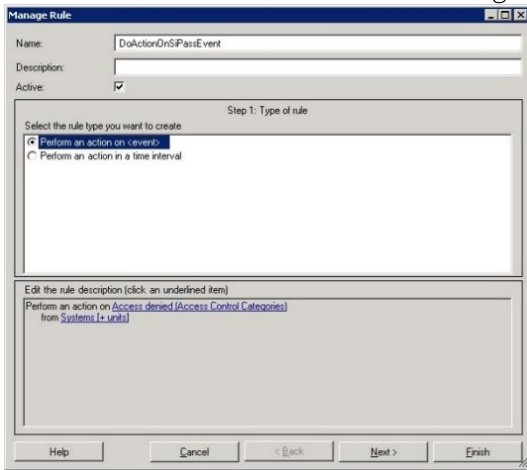 Manage Rule
Name: DoActionOnSiPassEvent
Description:
Active:
Step 1: Type of rule
Select the rule type you want to create
Perform an action on <event>
Perform an action in a time interval
Edit the rule description (click an underlined item)
Perform an action on Access denied (Access Control Categories)
from Systems [+ units]
Help Cancel < Back Next > Finish